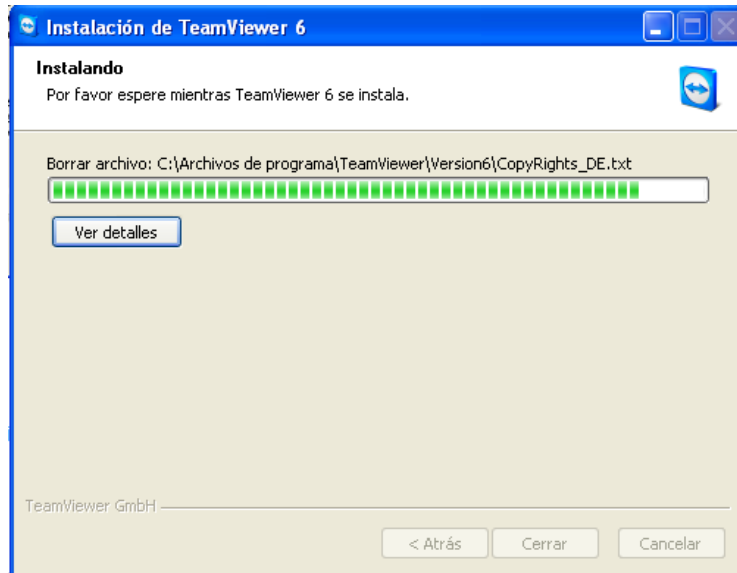 Instalación de TeamViewer 6
Instalando
Por favor espere mientras TeamViewer 6 se instala.
Borrar archivo: C:\Archivos de programa\TeamViewer\Version6\CopyRights_DE.txt
Ver detalles
TeamViewer GmbH
< Atrás
Cerrar
Cancelar